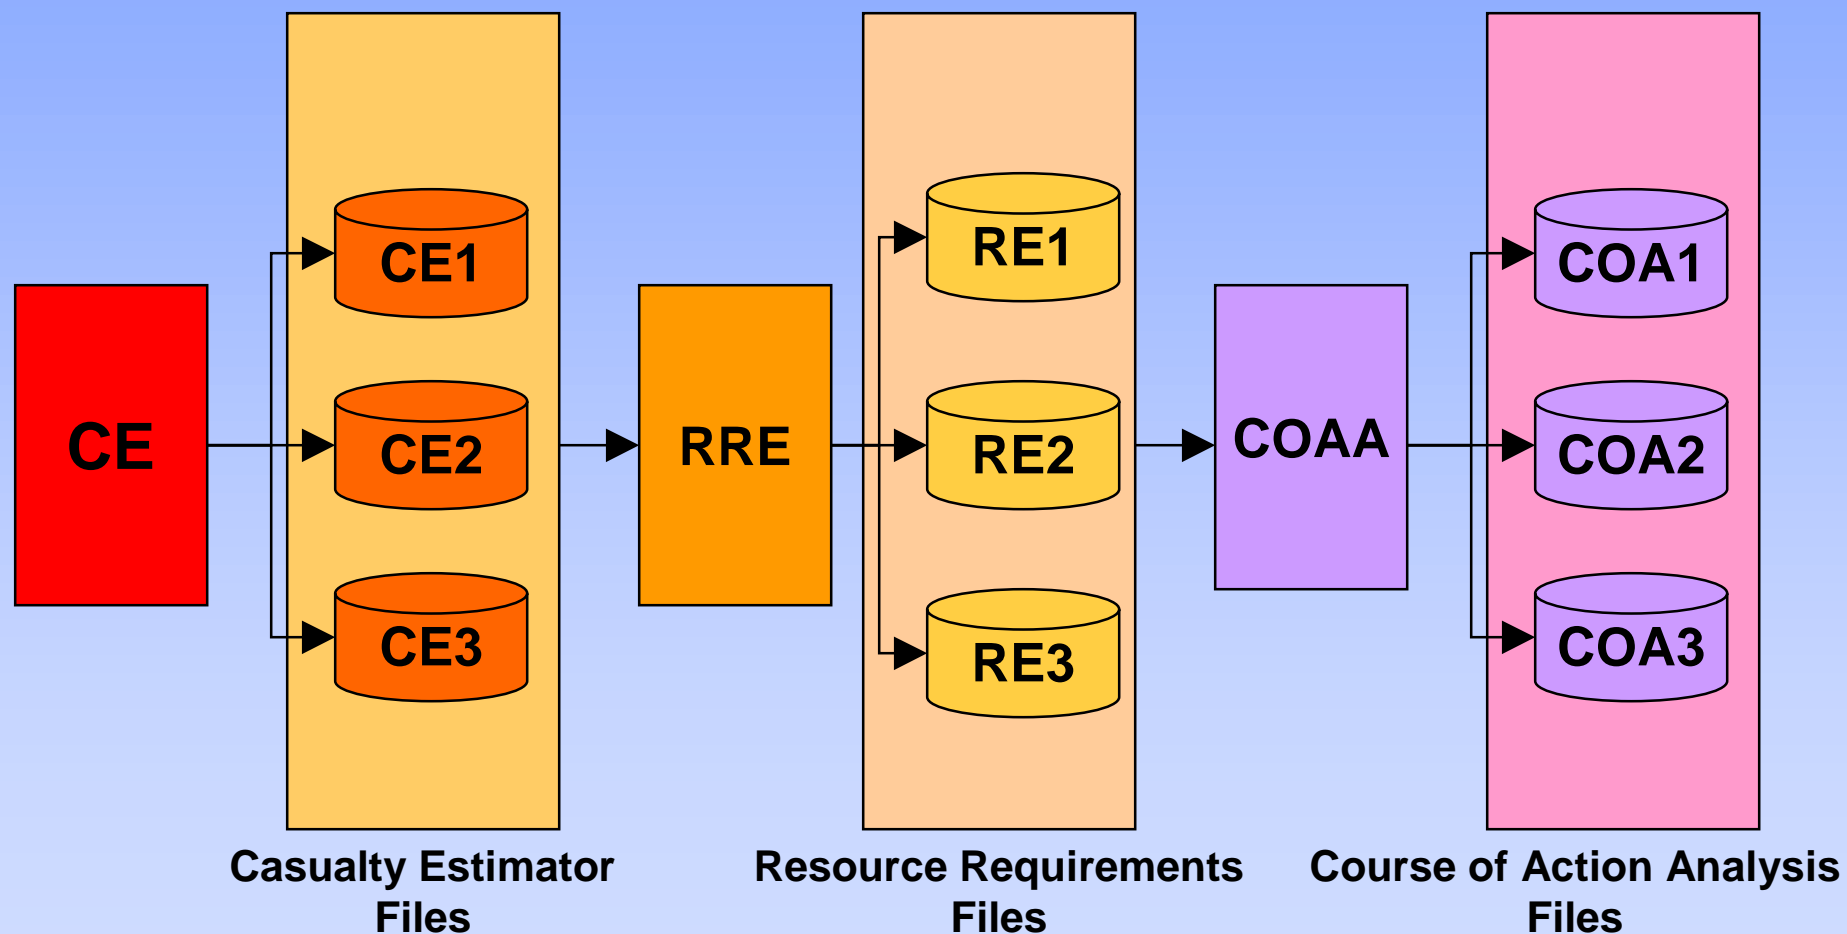 CE
CE1
CE2
CE3
RRE
RE1
RE2
RE3
COAA
COA1
COA2
COA3
Casualty Estimator
Files
Resource Requirements
Files
Course of Action Analysis
Files